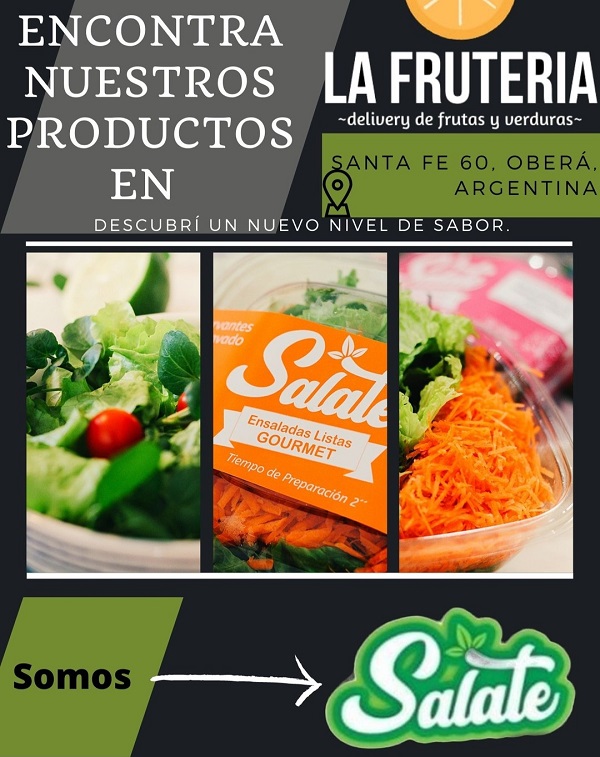 ENCONTRA
NUESTROS
PRODUCTOS
EN
LA FRUTERIA
~delivery de frutas y verduras~
SANTA FE 60, OBERÁ,
ARGENTINA
DESCUBRÍ UN NUEVO NIVEL DE SABOR.
Salate
Ensaladas Listas
GOURMET
Tiempo de Preparación 2
Somos
Salate